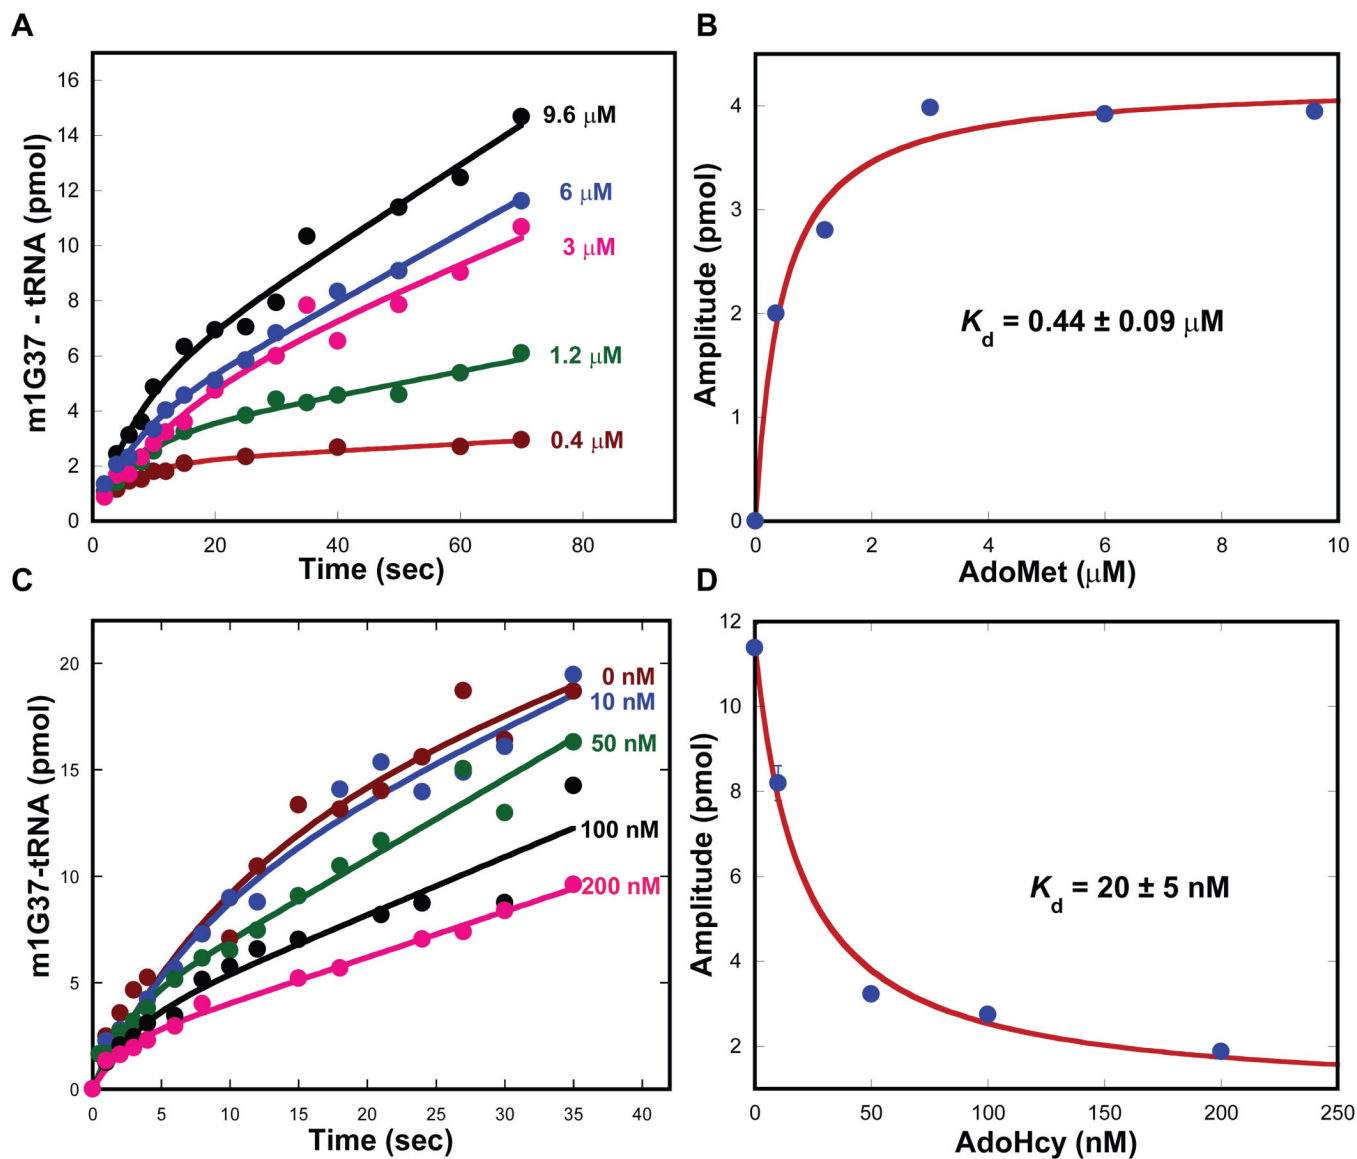 A
m1G37 - tRNA (pmol)
16
14
12
10
8
6
4
2
0
0 20 40 60 80
Time (sec)
9.6 μM
6 μM
3 μM
1.2 μM
0.4 μM
B
Amplitude (pmol)
4
3
2
1
0
0 2 4 6 8 10
AdoMet (μM)
Kd = 0.44 ± 0.09 μM
C
m1G37-tRNA (pmol)
20
15
10
5
0
0 5 10 15 20 25 30 35 40
Time (sec)
0 nM
10 nM
50 nM
100 nM
200 nM
D
Amplitude (pmol)
12
10
8
6
4
2
0 50 100 150 200 250
AdoHcy (nM)
Kd = 20 ± 5 nM